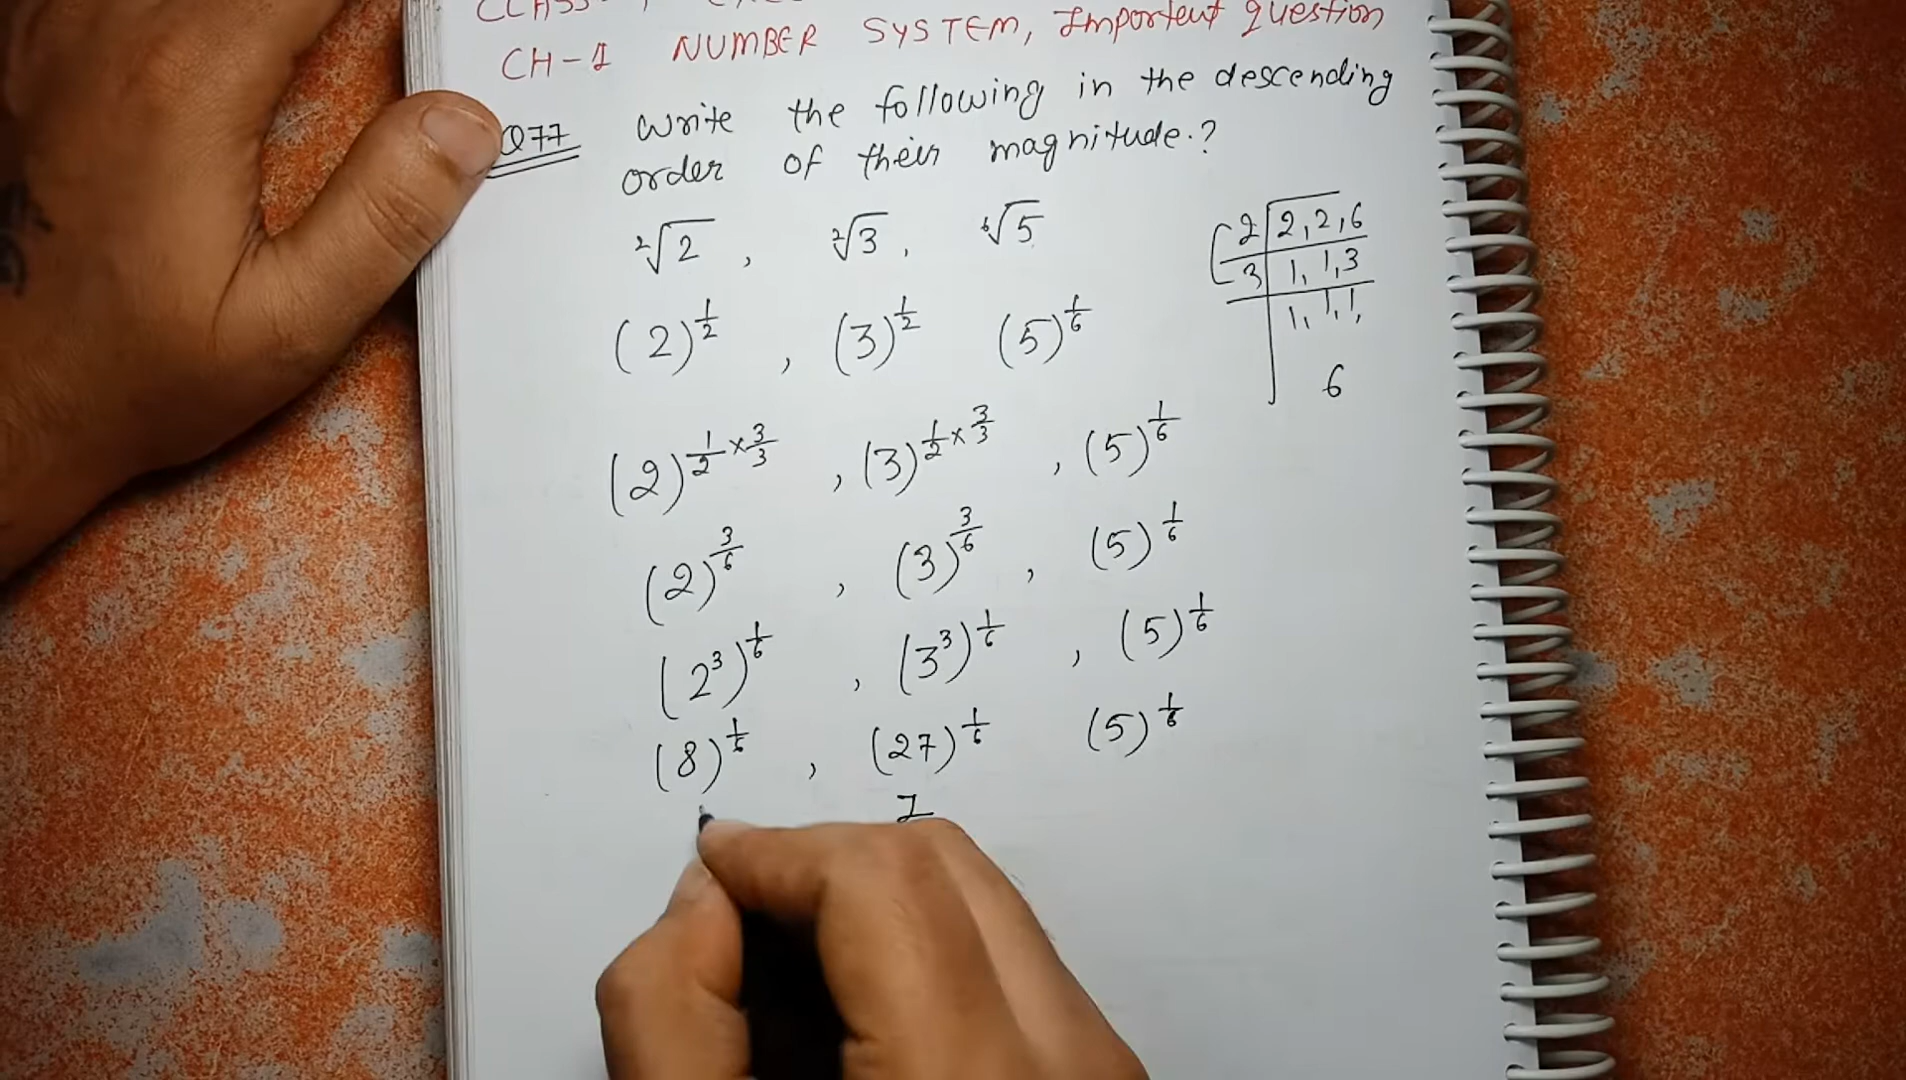 CH-1 NUMBER SYSTEM, Importent question
Q77 Write the following in the descending
order of their magnitude.?
²√2, ²√3, ⁶√5
(2)^1/2, (3)^1/2 (5)^1/6
(2)^1/2×3/3, (3)^1/2×3/3, (5)^1/6
(2)^3/6, (3)^3/6, (5)^1/6
(2³)^1/6, (3³)^1/6, (5)^1/6
(8)^1/6, (27)^1/6 (5)^1/6
I
2 | 2, 2, 6
3 | 1, 1, 3
1, 1, 1,
6